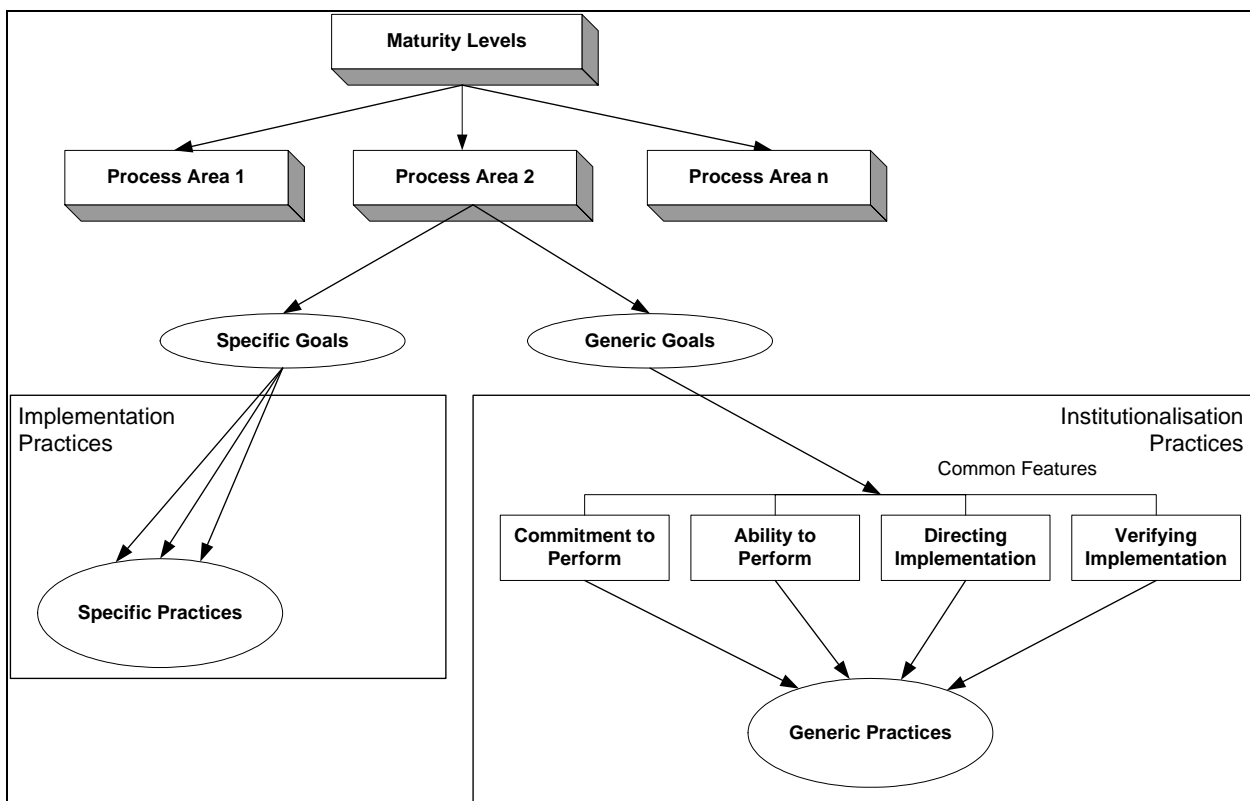 Maturity Levels
Process Area 1
Process Area 2
Process Area n
Specific Goals
Generic Goals
Implementation
Practices
Institutionalisation
Practices
Common Features
Commitment to
Perform
Ability to
Perform
Directing
Implementation
Verifying
Implementation
Specific Practices
Generic Practices